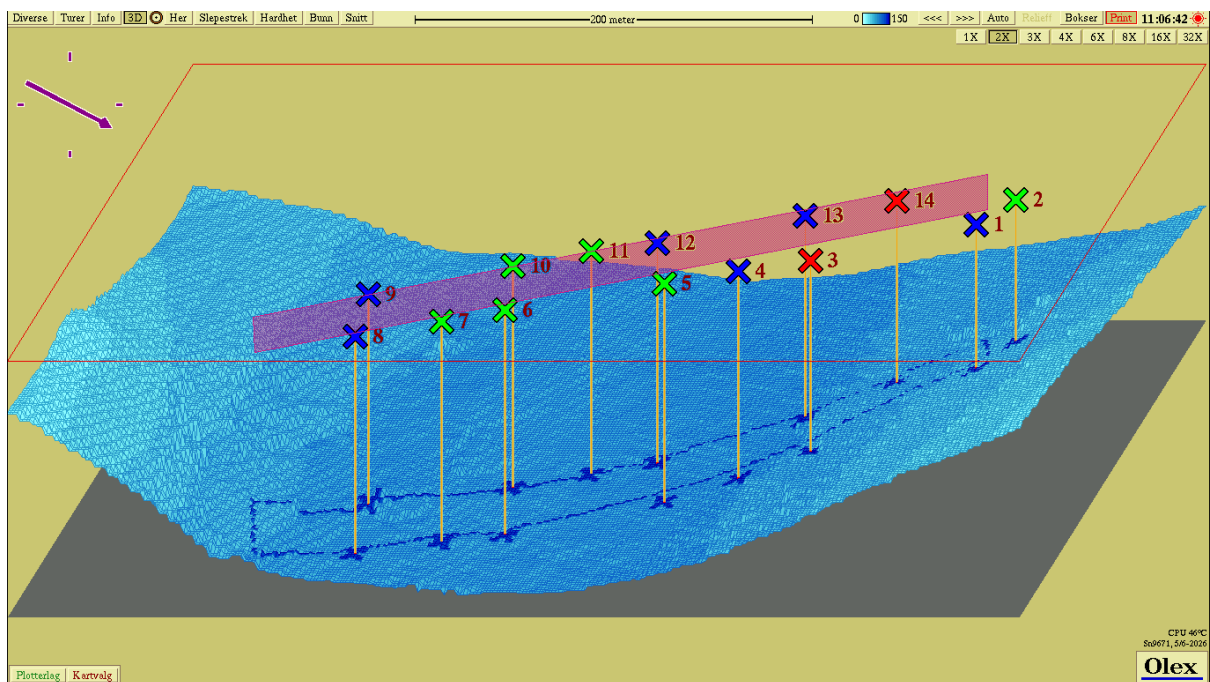 Diverse Turer Info 3D Her Slepestrek Hardhet Bunn Snitt 200 meter 0 150 <<< >>> Auto Relieff Bokser Print 11:06:42
1X 2X 3X 4X 6X 8X 16X 32X
14 2
13 1
12
11 3
10 4
9 5
6
7
8
CPU 46°C
Sn9671, 5/6-2026
Plotterlag Kartvalg Olex